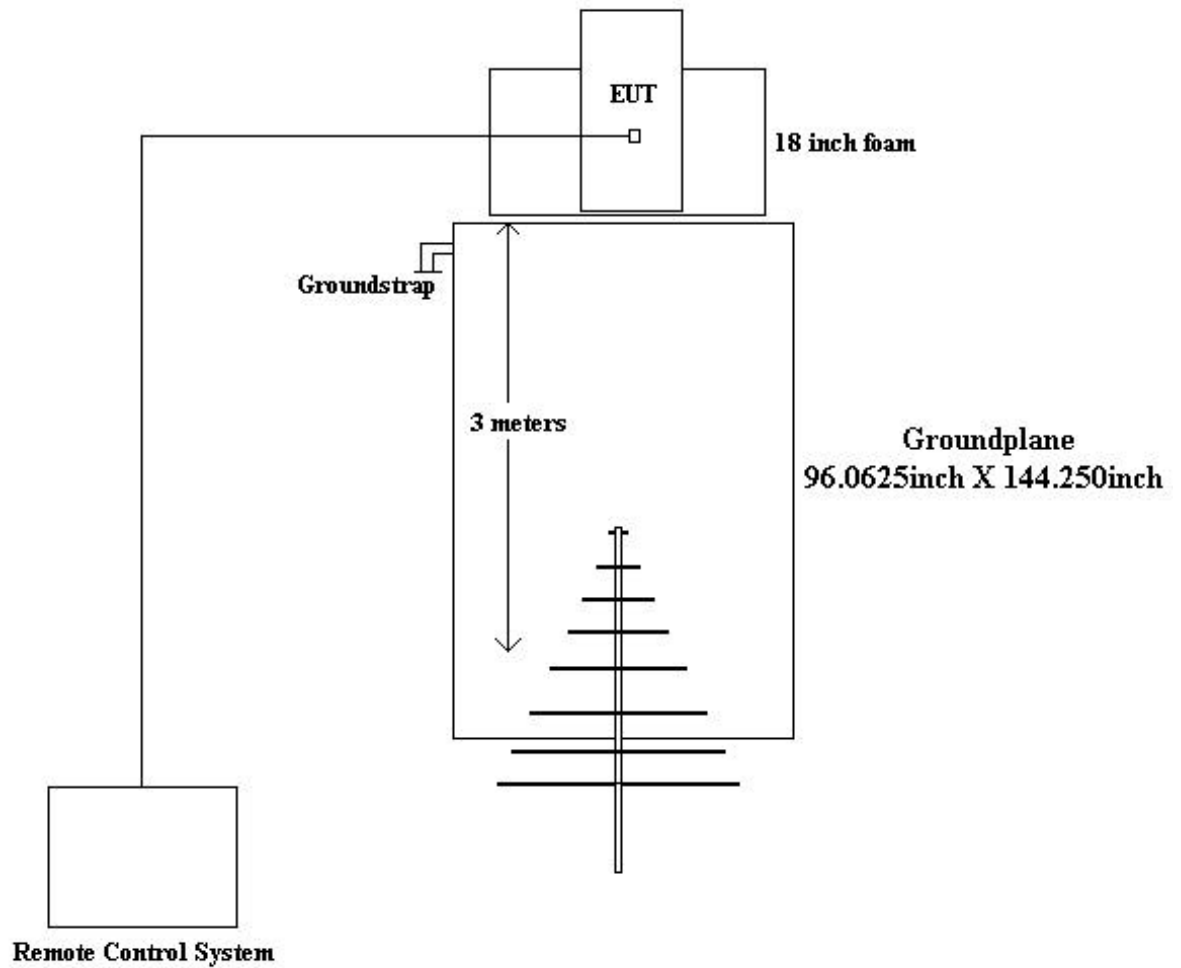 EUT
18 inch foam
Groundstrap
3 meters
Groundplane
96.0625inch X 144.250inch
Remote Control System